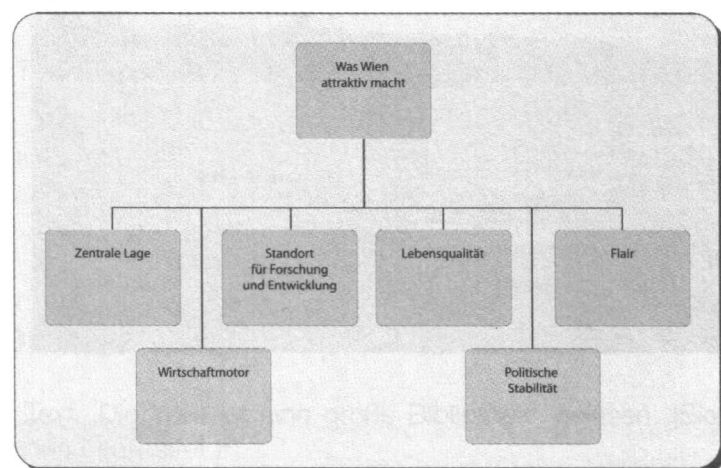 Was Wien
attraktiv macht
Zentrale Lage
Standort
für Forschung
und Entwicklung
Lebensqualität
Flair
Wirtschaftmotor
Politische
Stabilität